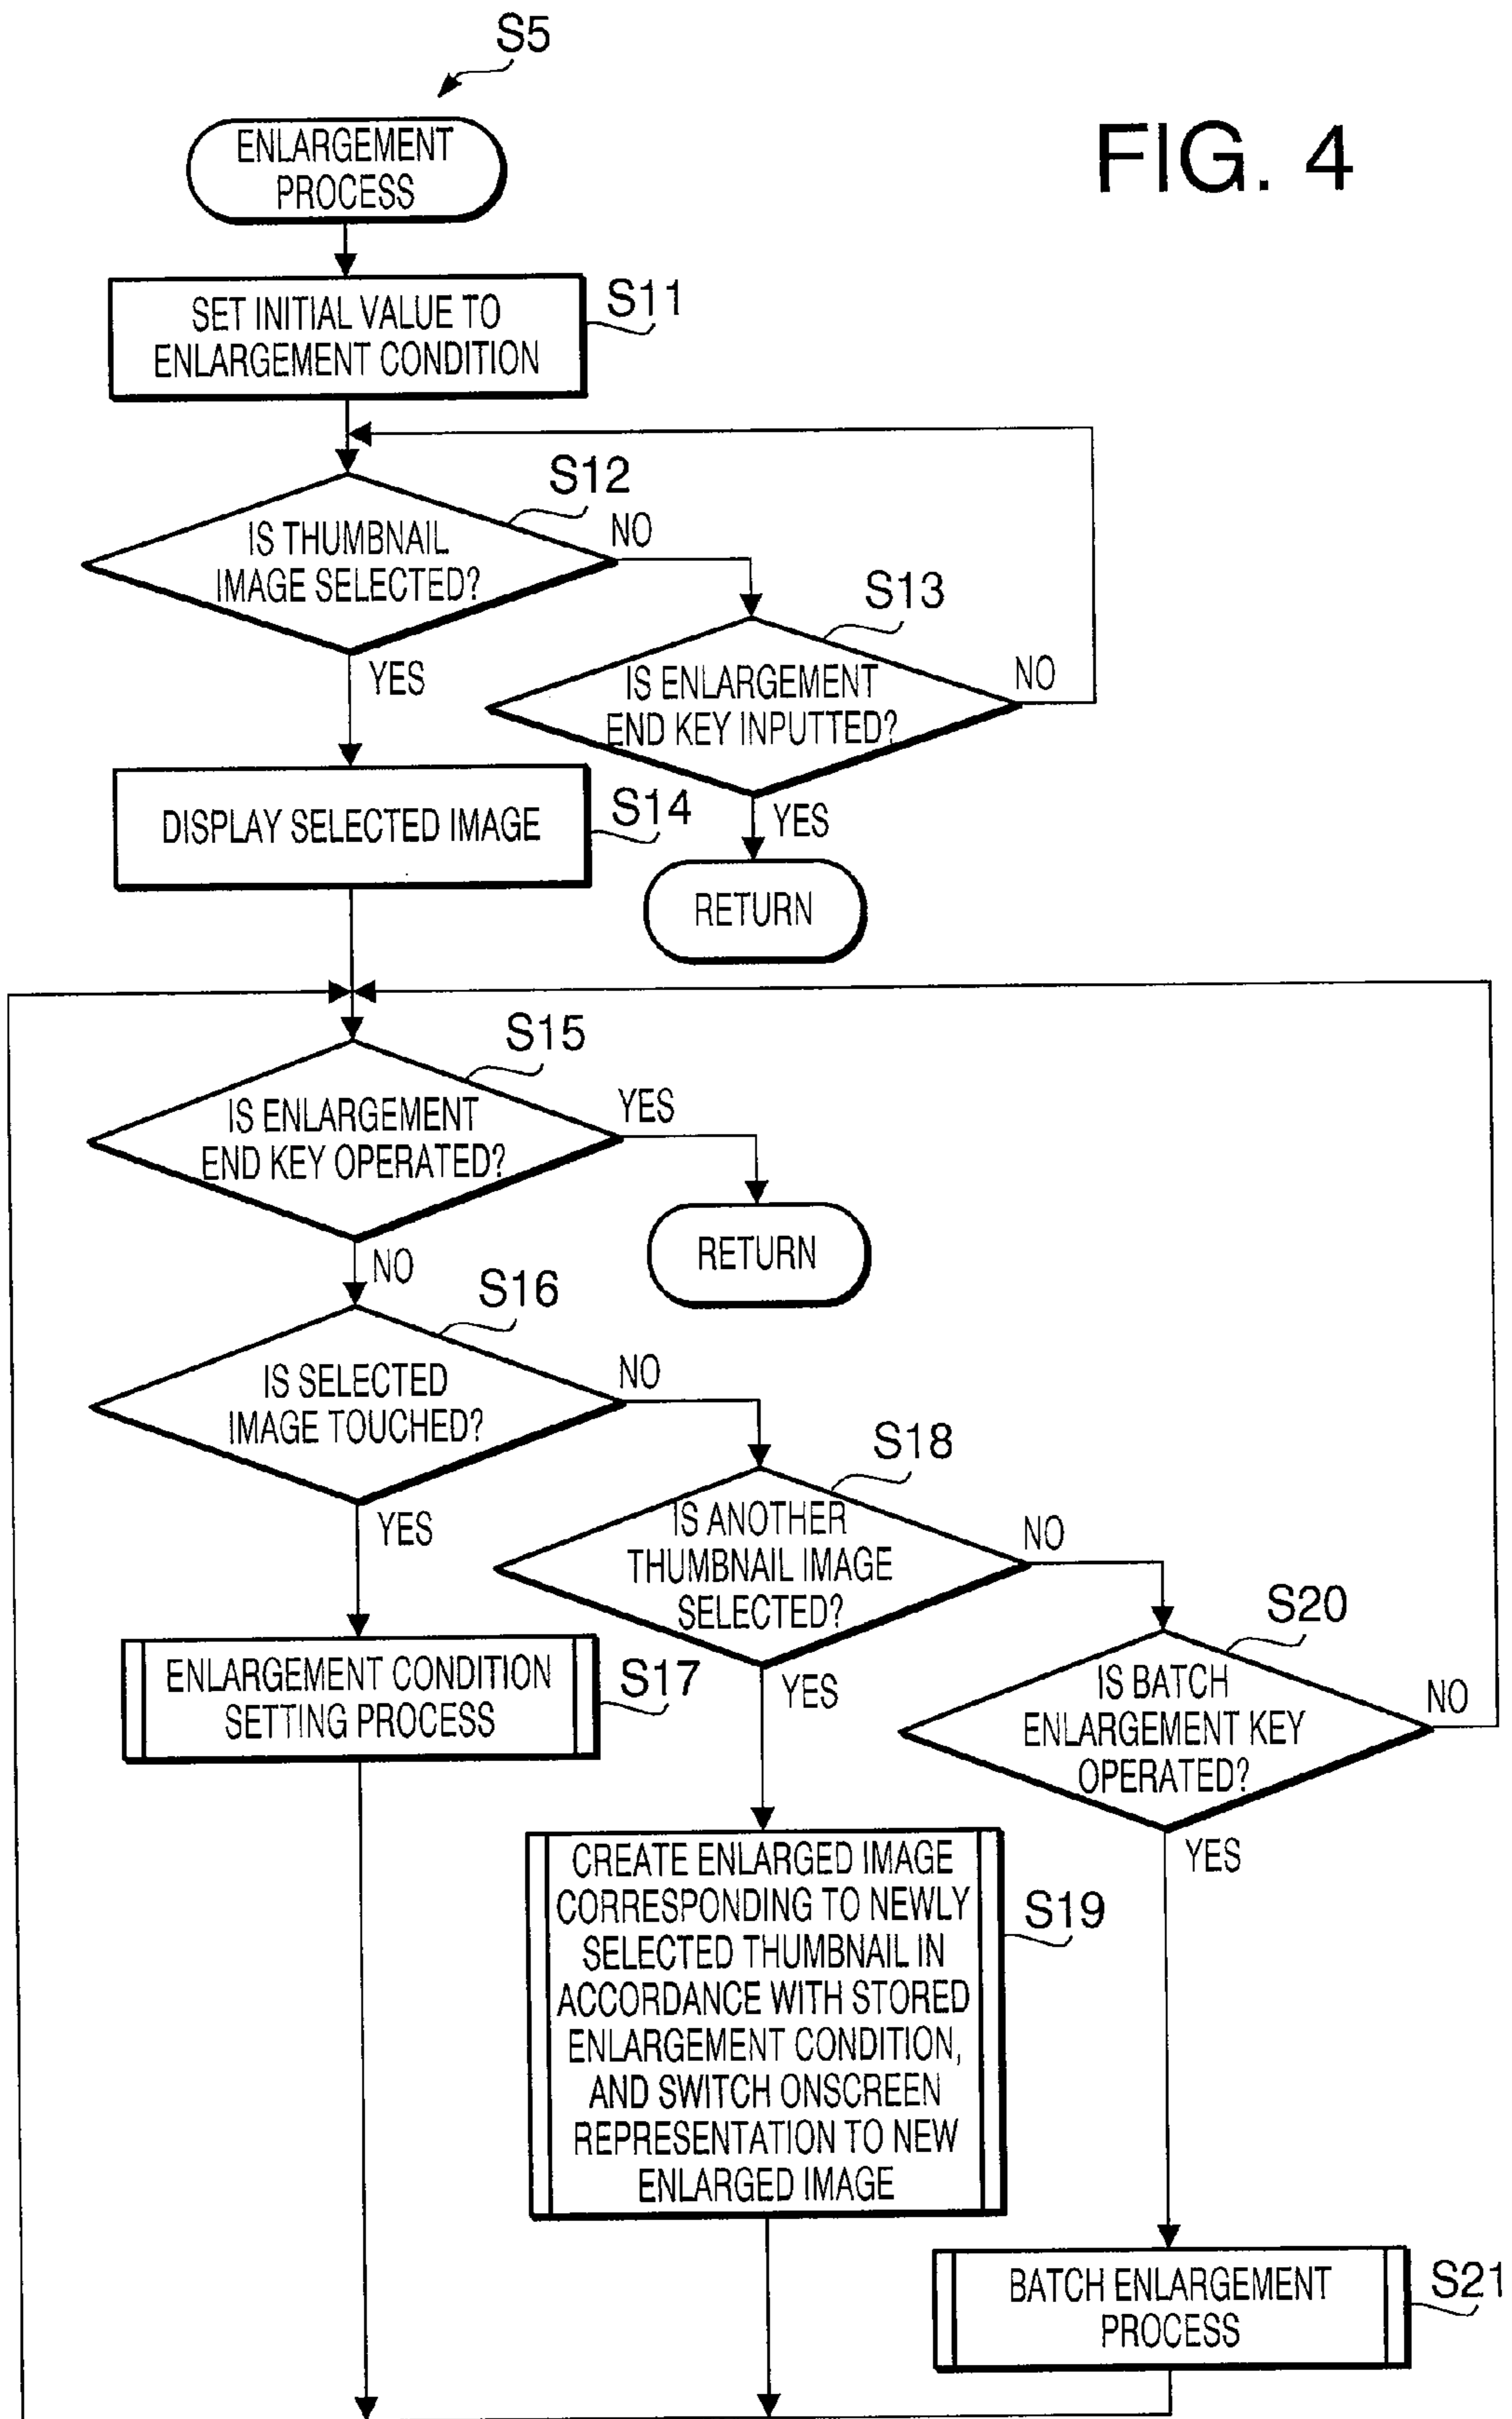 S5
FIG. 4
ENLARGEMENT
PROCESS
S11
SET INITIAL VALUE TO
ENLARGEMENT CONDITION
S12
IS THUMBNAIL
IMAGE SELECTED?
NO
YES
S13
IS ENLARGEMENT
END KEY INPUTTED?
NO
YES
S14
DISPLAY SELECTED IMAGE
RETURN
S15
IS ENLARGEMENT
END KEY OPERATED?
YES
NO
RETURN
S16
IS SELECTED
IMAGE TOUCHED?
NO
YES
S18
IS ANOTHER
THUMBNAIL IMAGE
SELECTED?
NO
YES
S17
ENLARGEMENT CONDITION
SETTING PROCESS
S20
IS BATCH
ENLARGEMENT KEY
OPERATED?
NO
YES
S19
CREATE ENLARGED IMAGE
CORRESPONDING TO NEWLY
SELECTED THUMBNAIL IN
ACCORDANCE WITH STORED
ENLARGEMENT CONDITION,
AND SWITCH ONSCREEN
REPRESENTATION TO NEW
ENLARGED IMAGE
S21
BATCH ENLARGEMENT
PROCESS